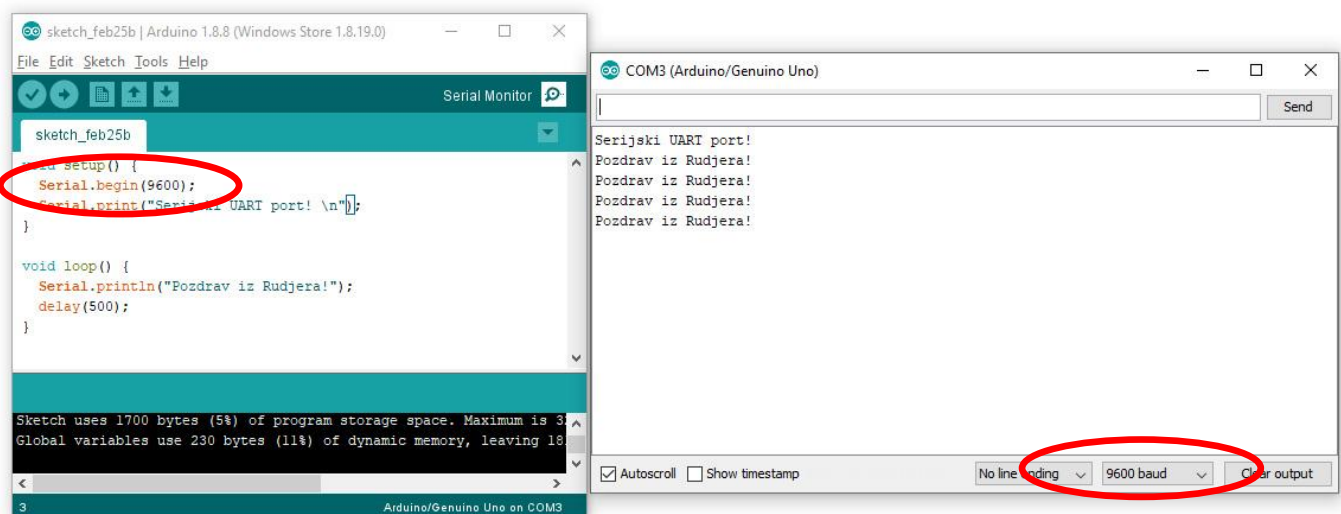 sketch_feb25b | Arduino 1.8.8 (Windows Store 1.8.19.0)
File Edit Sketch Tools Help
Serial Monitor
sketch_feb25b
void setup() {
Serial.begin(9600);
Serial.print("Serijski UART port! \n");
}
void loop() {
Serial.println("Pozdrav iz Rudjera!");
delay(500);
}
Sketch uses 1700 bytes (5%) of program storage space. Maximum is 3
Global variables use 230 bytes (11%) of dynamic memory, leaving 18
3 Arduino/Genuino Uno on COM3
COM3 (Arduino/Genuino Uno)
Send
Serijski UART port!
Pozdrav iz Rudjera!
Pozdrav iz Rudjera!
Pozdrav iz Rudjera!
Pozdrav iz Rudjera!
Autoscroll Show timestamp No line ending 9600 baud Clear output